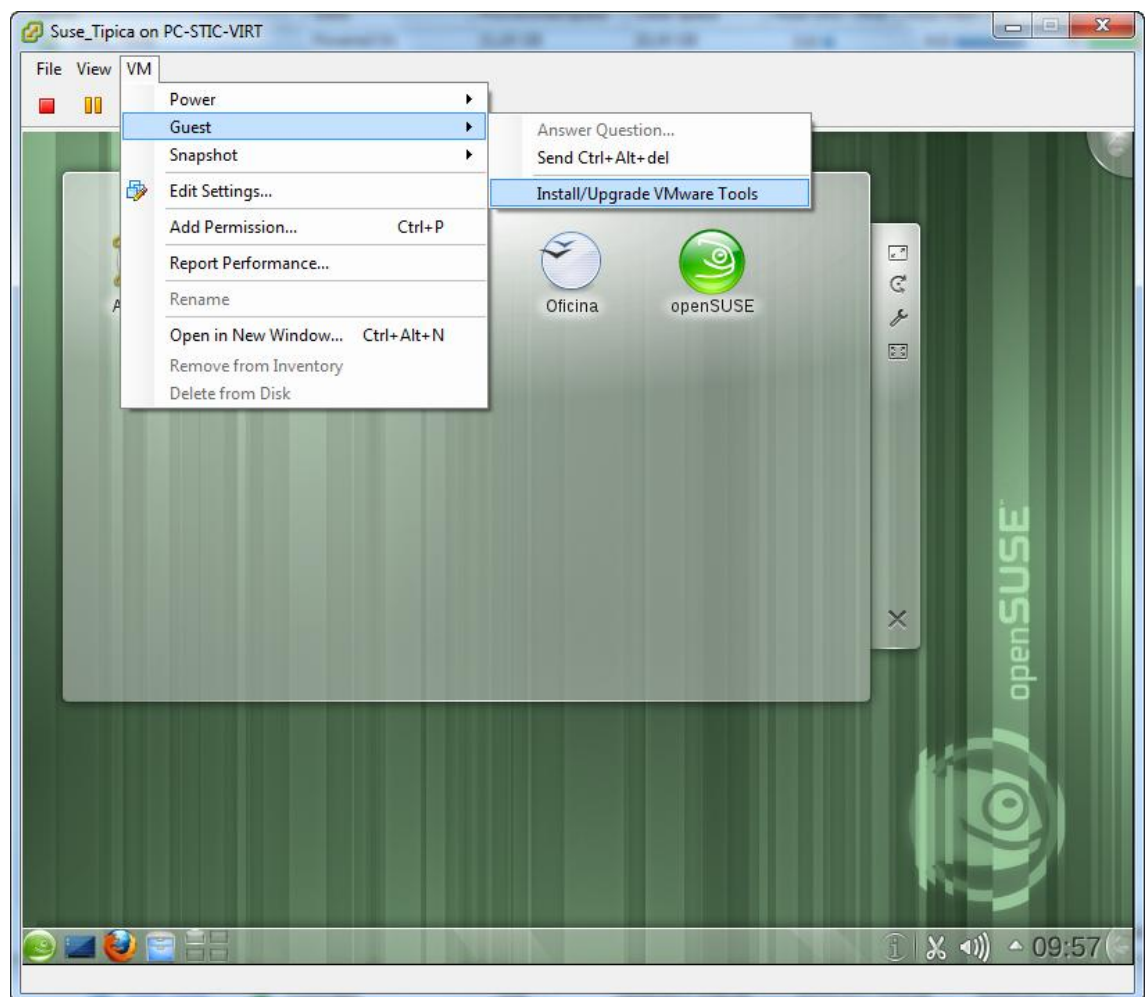 Suse_Tipica on PC-STIC-VIRT
File View VM
Power
Guest
Snapshot
Edit Settings...
Add Permission... Ctrl+P
Report Performance...
Rename
Open in New Window... Ctrl+Alt+N
Remove from Inventory
Delete from Disk
Answer Question...
Send Ctrl+Alt+del
Install/Upgrade VMware Tools
Oficina
openSUSE
openSUSE
09:57